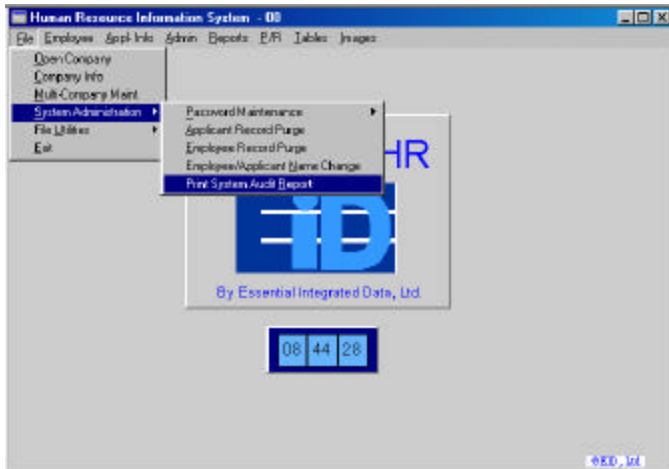 Human Resource Information System - 00
File Employee Appl-Info Admin Reports P/R Tables Images
Open Company
Company Info
Multi-Company Maint
System Administration
File Utilities
Exit
Password Maintenance
Applicant Record Purge
Employee Record Purge
Employee/Applicant Name Change
Print System Audit Report
HR
iD
By Essential Integrated Data, Ltd.
08 44 28
©EID, Ltd